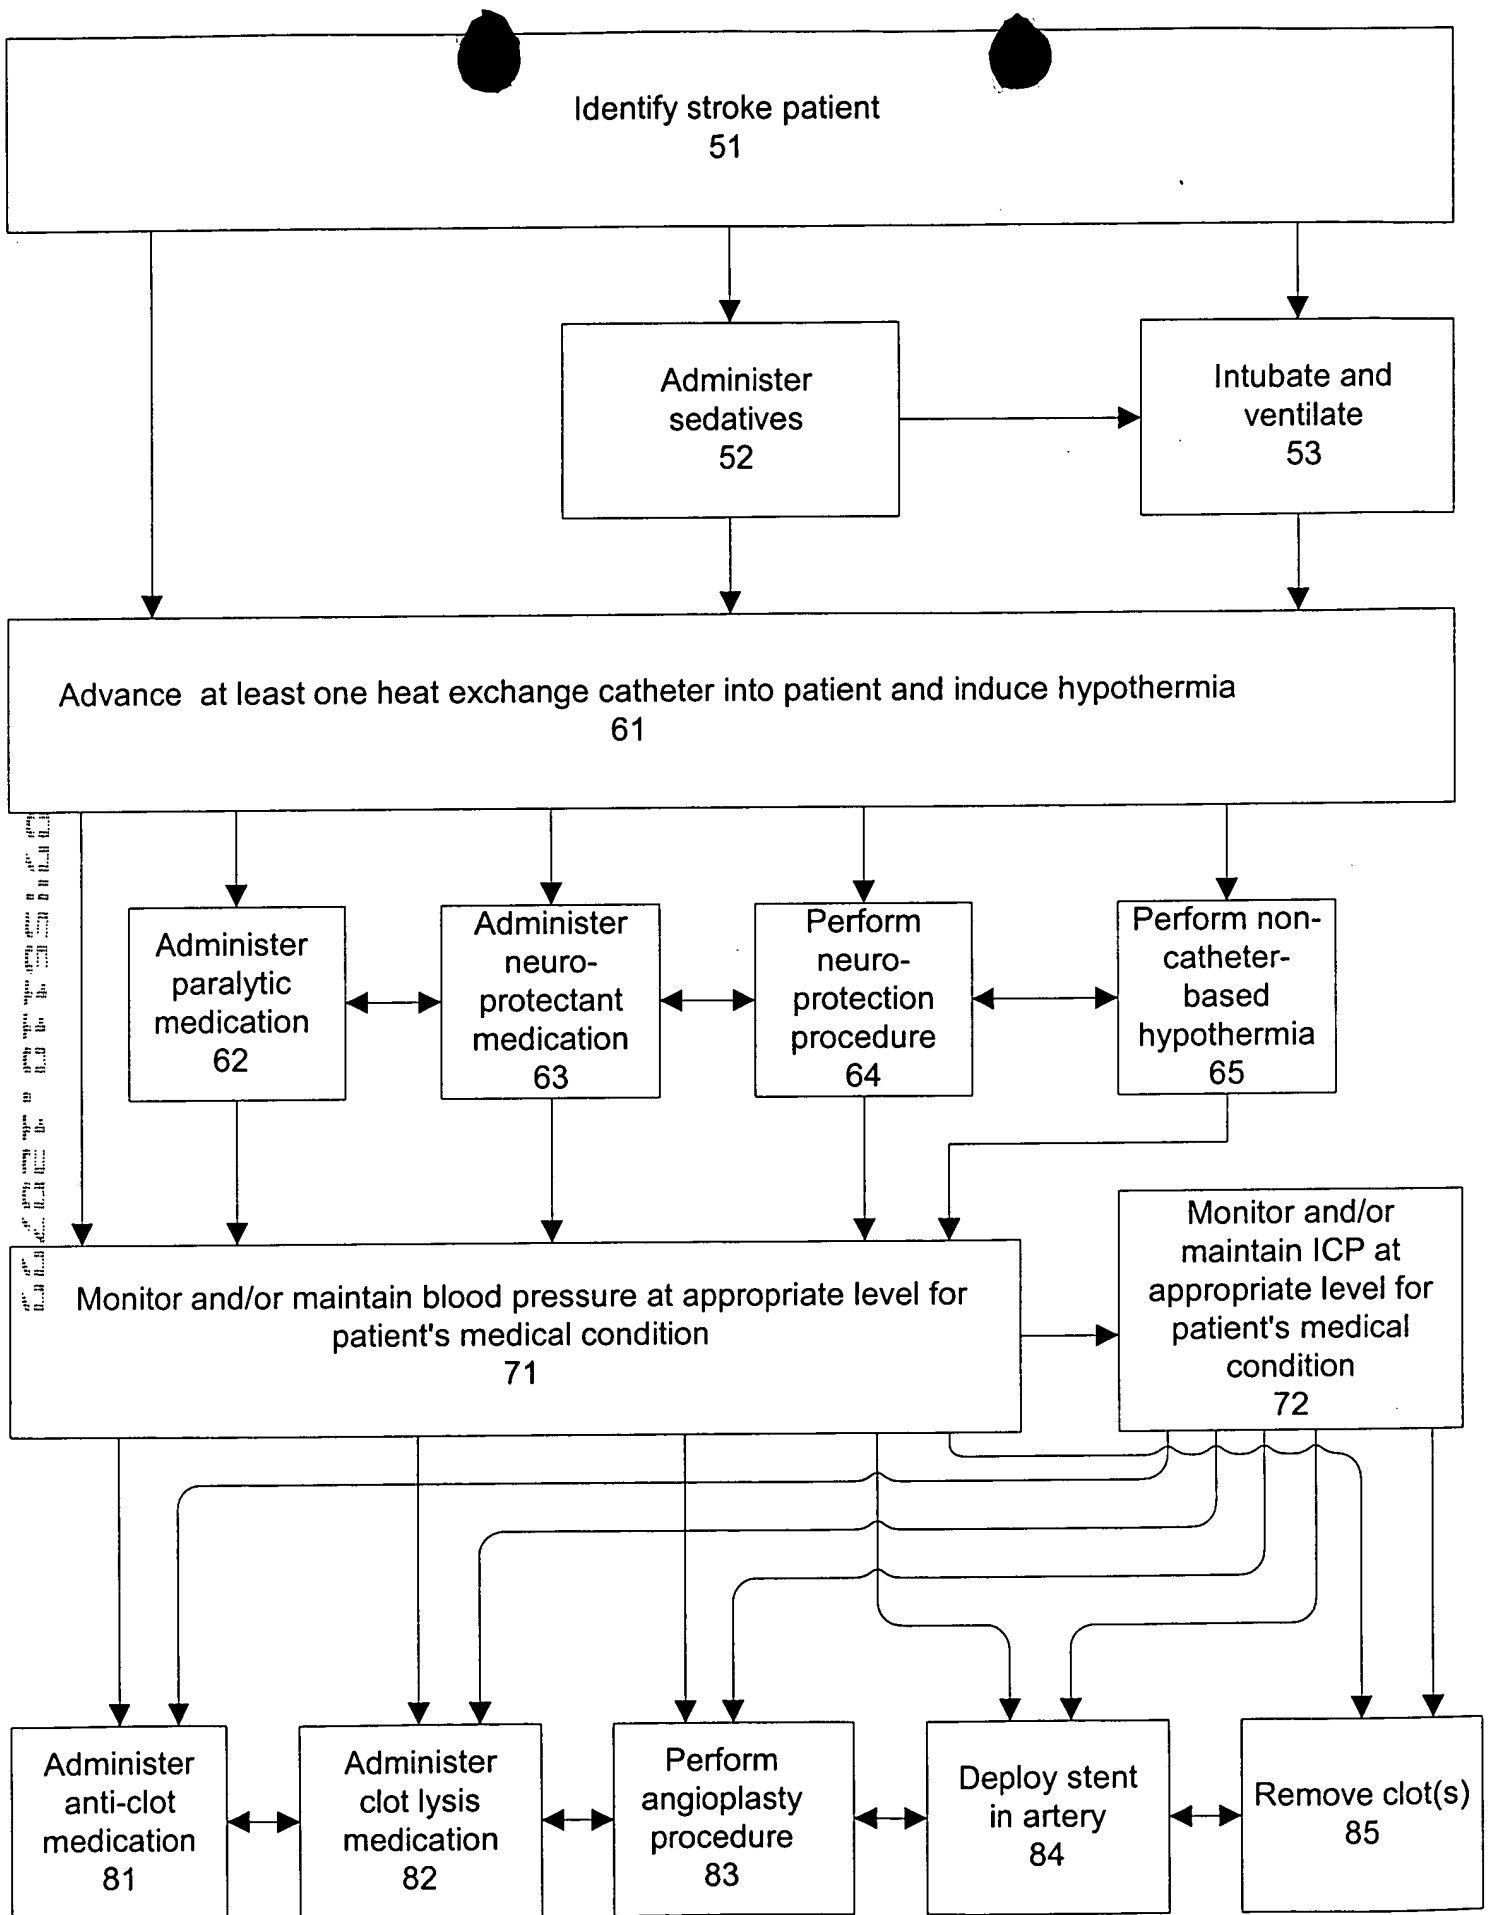 Identify stroke patient
51
Administer
sedatives
52
Intubate and
ventilate
53
Advance at least one heat exchange catheter into patient and induce hypothermia
61
Administer
paralytic
medication
62
Administer
neuro-
protectant
medication
63
Perform
neuro-
protection
procedure
64
Perform non-
catheter-
based
hypothermia
65
Monitor and/or maintain blood pressure at appropriate level for
patient's medical condition
71
Monitor and/or
maintain ICP at
appropriate level for
patient's medical
condition
72
Administer
anti-clot
medication
81
Administer
clot lysis
medication
82
Perform
angioplasty
procedure
83
Deploy stent
in artery
84
Remove clot(s)
85